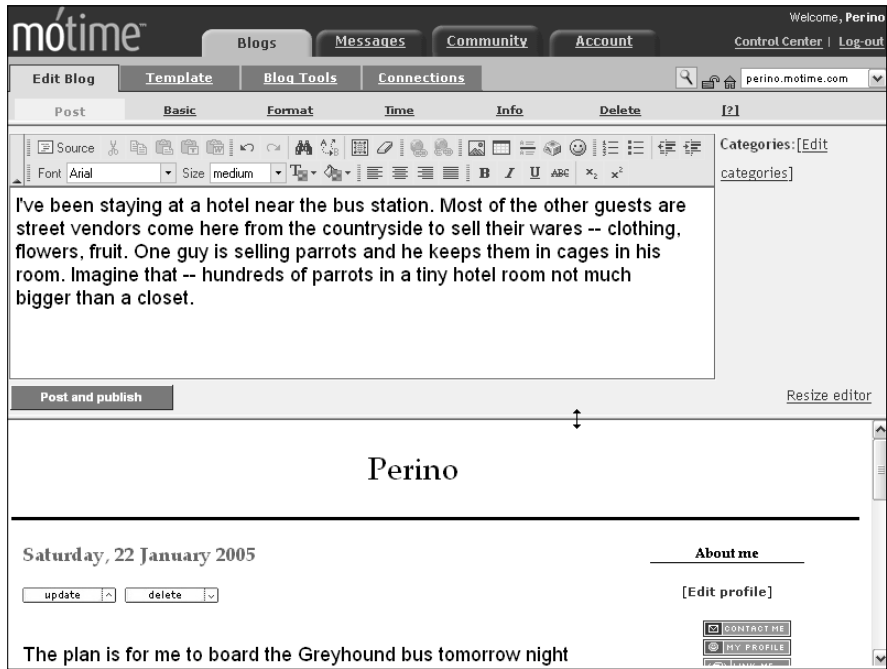 Welcome, Perino
mótime™
Blogs Messages Community Account
Control Center | Log-out
Edit Blog Template Blog Tools Connections
perino.motime.com
Post Basic Format Time Info Delete [?]
Source
Categories:[Edit
categories]
Font Arial Size medium B I U ABC x₂ x²
I've been staying at a hotel near the bus station. Most of the other guests are
street vendors come here from the countryside to sell their wares -- clothing,
flowers, fruit. One guy is selling parrots and he keeps them in cages in his
room. Imagine that -- hundreds of parrots in a tiny hotel room not much
bigger than a closet.
Post and publish
Resize editor
Perino
Saturday, 22 January 2005
About me
update delete
[Edit profile]
CONTACT ME
MY PROFILE
The plan is for me to board the Greyhound bus tomorrow night